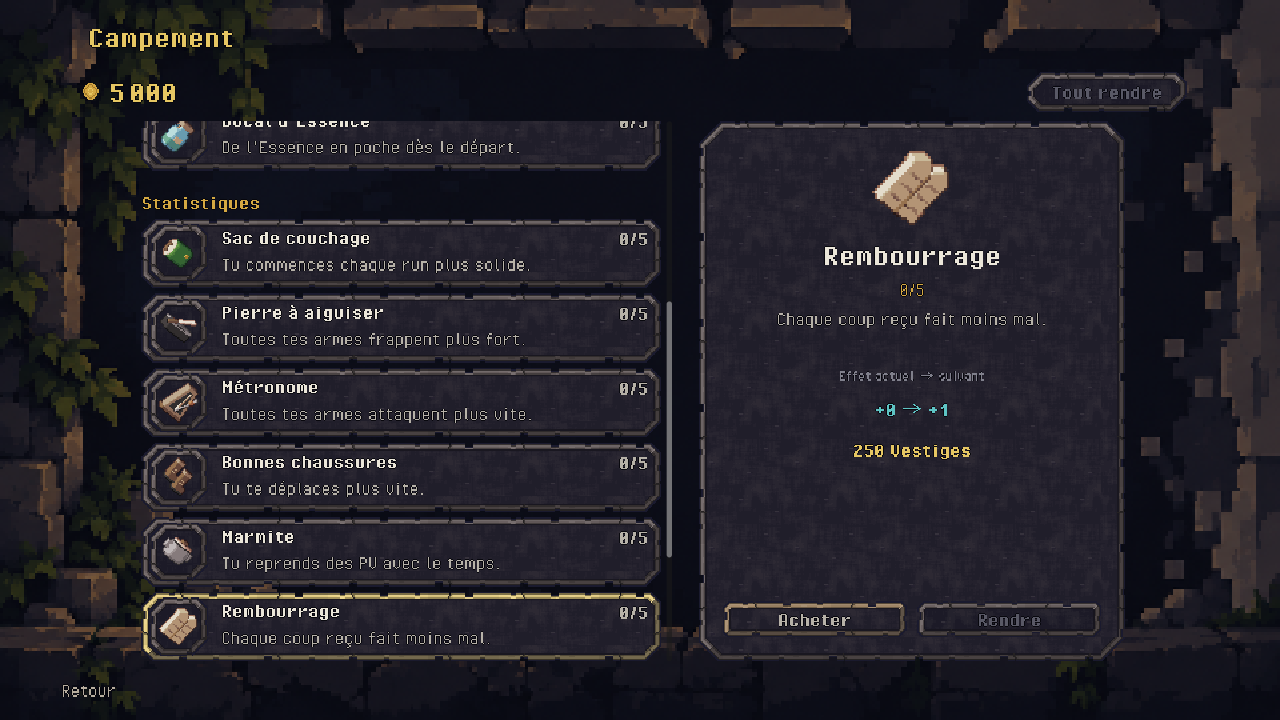 Campement
5 000
Tout rendre
Bocal d'Essence 0/5
De l'Essence en poche dès le départ.
Statistiques
Sac de couchage 0/5
Tu commences chaque run plus solide.
Pierre à aiguiser 0/5
Toutes tes armes frappent plus fort.
Métronome 0/5
Toutes tes armes attaquent plus vite.
Bonnes chaussures 0/5
Tu te déplaces plus vite.
Marmite 0/5
Tu reprends des PV avec le temps.
Rembourrage 0/5
Chaque coup reçu fait moins mal.
Rembourrage
0/5
Chaque coup reçu fait moins mal.
Effet actuel → suivant
+0 → +1
250 Vestiges
Acheter
Rendre
Retour